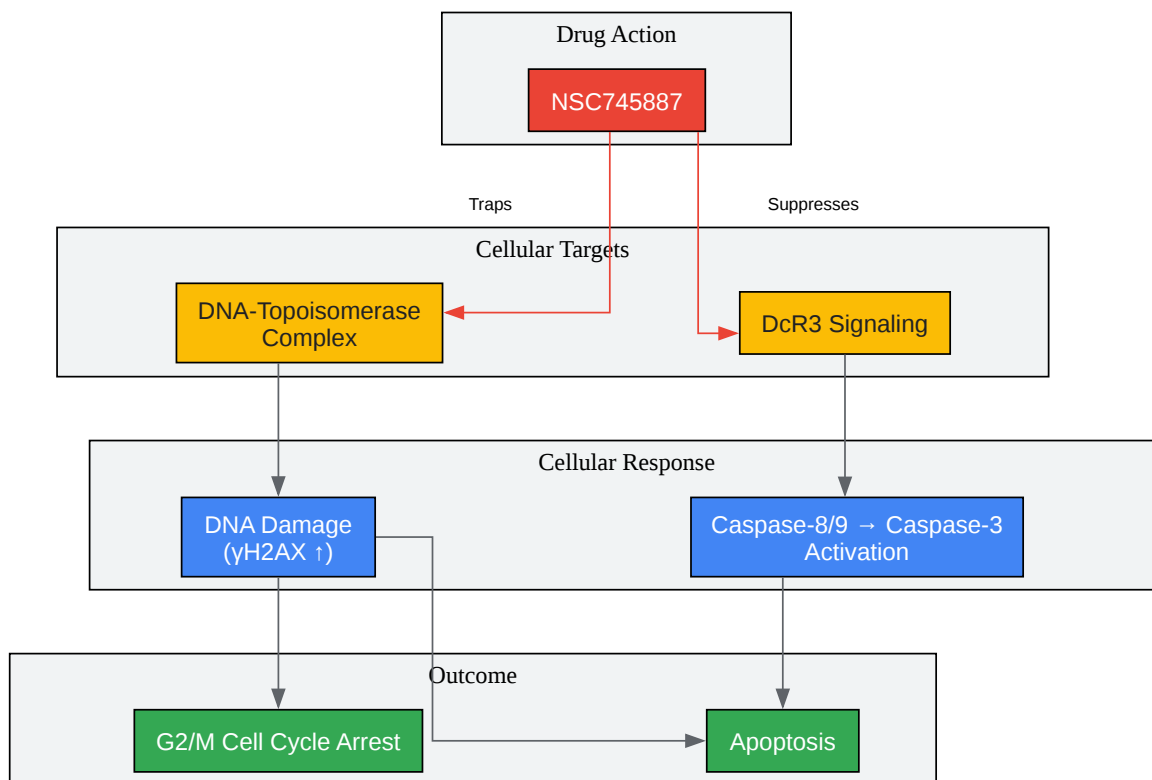 Drug Action
NSC745887
Traps
Suppresses
Cellular Targets
DNA-Topoisomerase
Complex
DcR3 Signaling
Cellular Response
DNA Damage
(γH2AX ↑)
Caspase-8/9 → Caspase-3
Activation
Outcome
G2/M Cell Cycle Arrest
Apoptosis